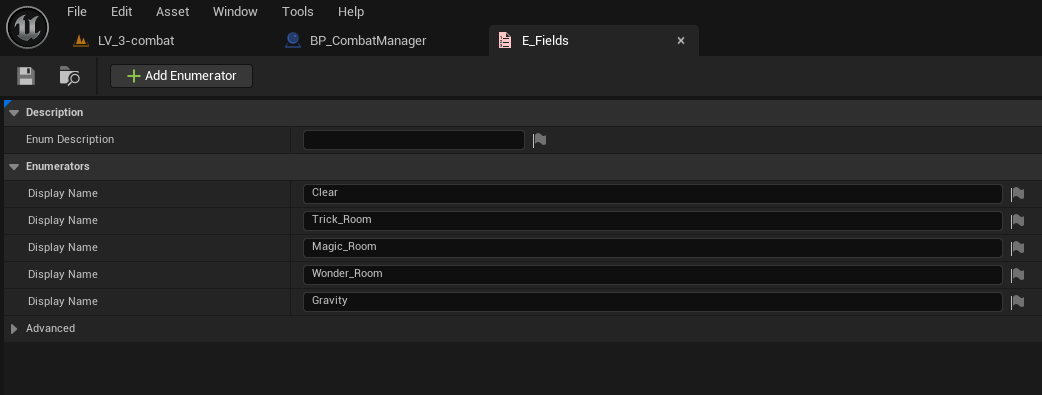 File Edit Asset Window Tools Help
LV_3-combat BP_CombatManager E_Fields ×
Add Enumerator
Description
Enum Description
Enumerators
Display Name Clear
Display Name Trick_Room
Display Name Magic_Room
Display Name Wonder_Room
Display Name Gravity
Advanced